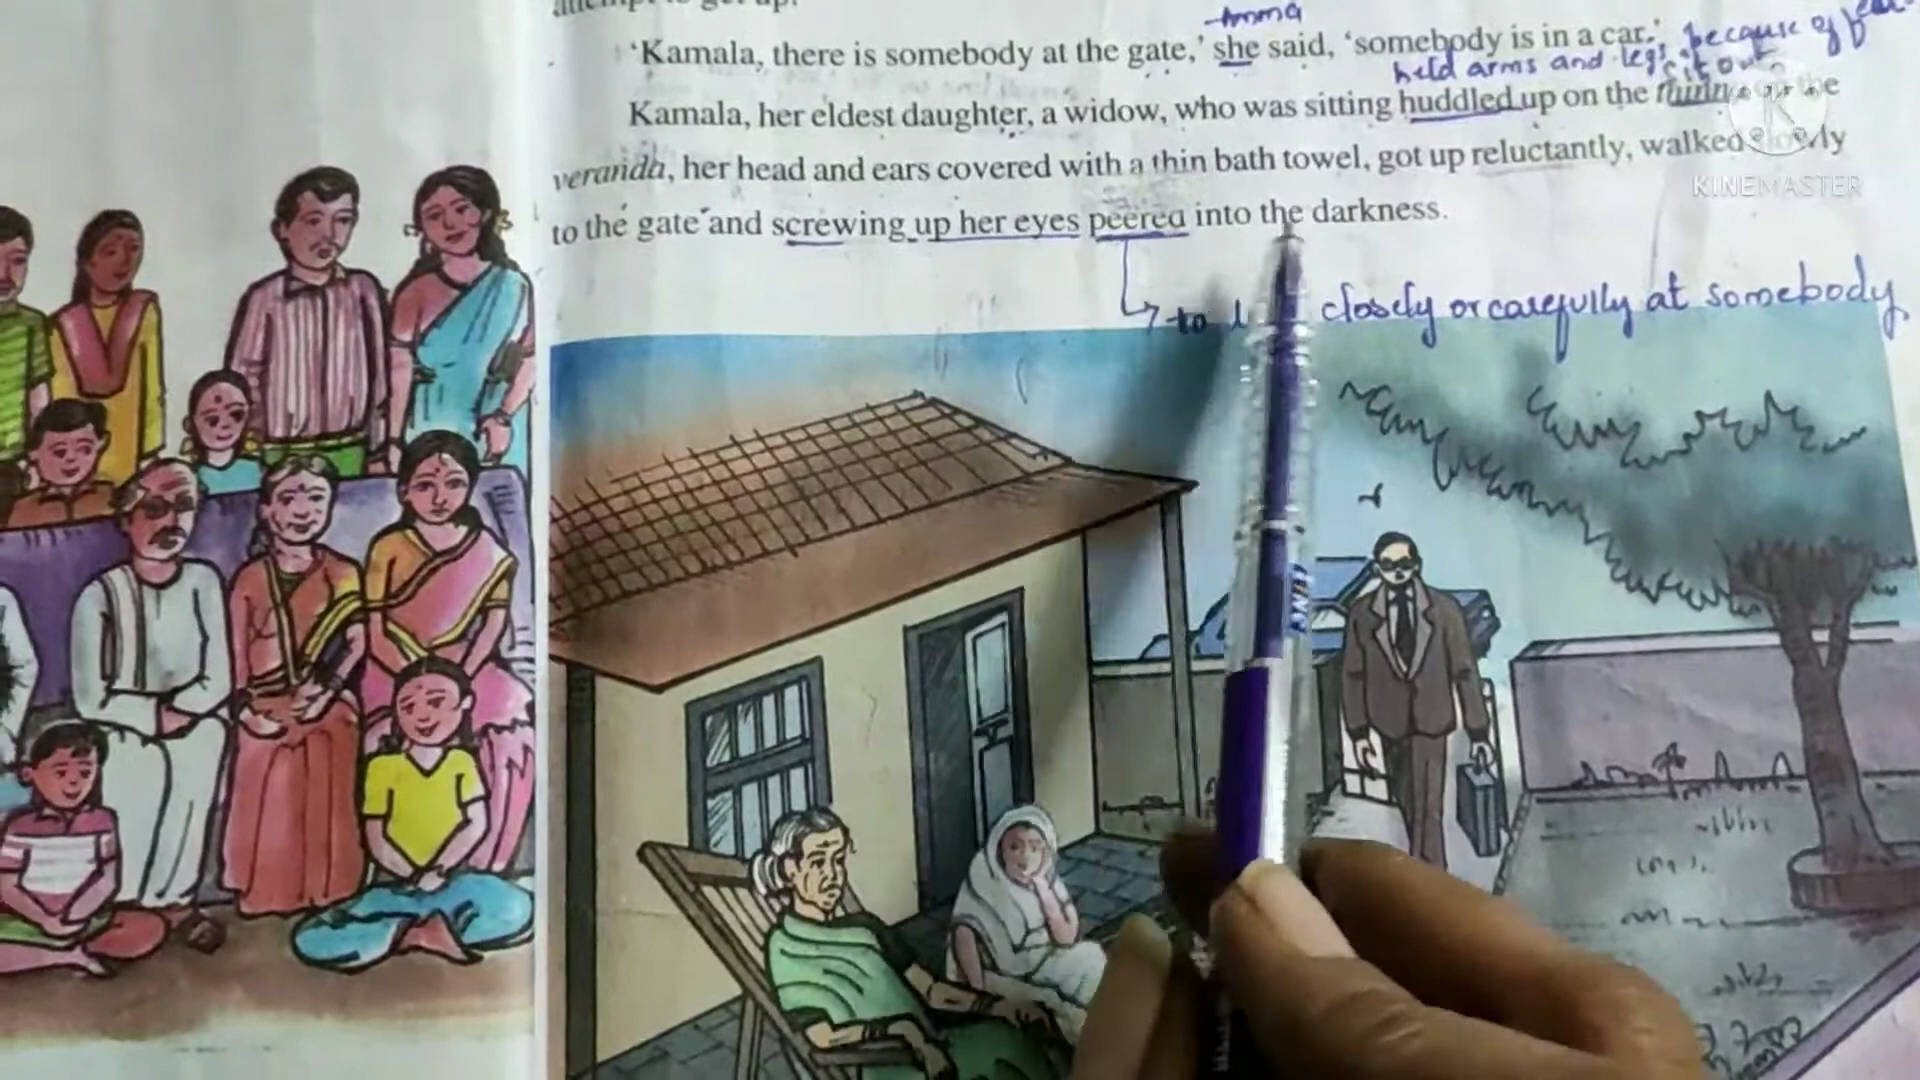 Amma
'Kamala, there is somebody at the gate,' she said, 'somebody is in a car.' because of
held arms and legs
Kamala, her eldest daughter, a widow, who was sitting huddled up on the the
veranda, her head and ears covered with a thin bath towel, got up reluctantly, walked slowly
KINEMASTER
to the gate and screwing up her eyes peered into the darkness.
to closely or carefully at somebody